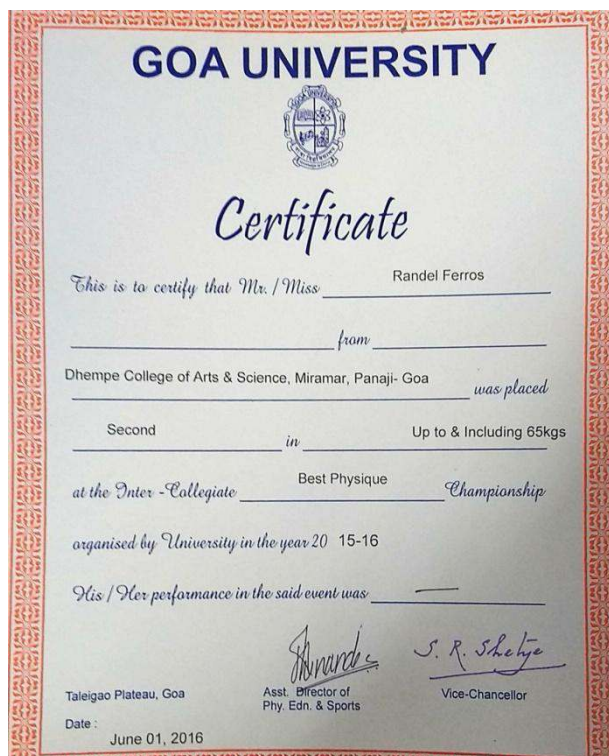 GOA UNIVERSITY
Certificate
This is to certify that Mr. / Miss Randel Ferros
from
Dhempe College of Arts & Science, Miramar, Panaji- Goa was placed
Second in Up to & Including 65kgs
at the Inter -Collegiate Best Physique Championship
organised by University in the year 20 15-16
His / Her performance in the said event was —
S. R. Shetye
Taleigao Plateau, Goa Asst. Director of Vice-Chancellor
Phy. Edn. & Sports
Date :
June 01, 2016